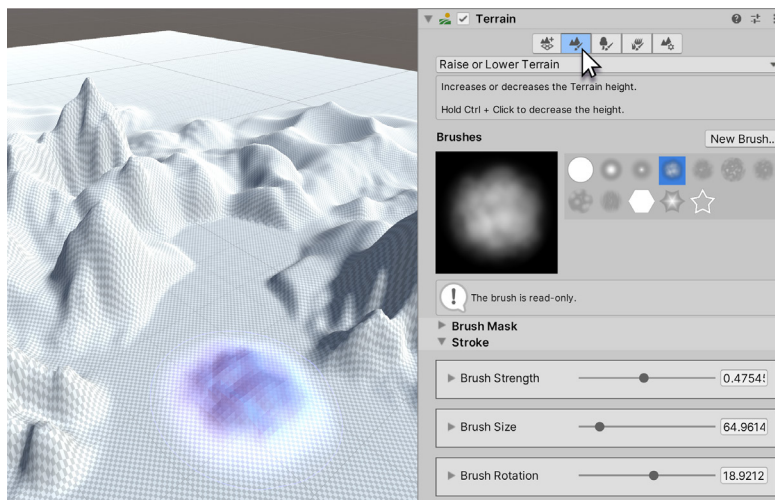 Terrain
Raise or Lower Terrain
Increases or decreases the Terrain height.
Hold Ctrl + Click to decrease the height.
Brushes
New Brush..
The brush is read-only.
Brush Mask
Stroke
Brush Strength 0.4754
Brush Size 64.9614
Brush Rotation 18.9212